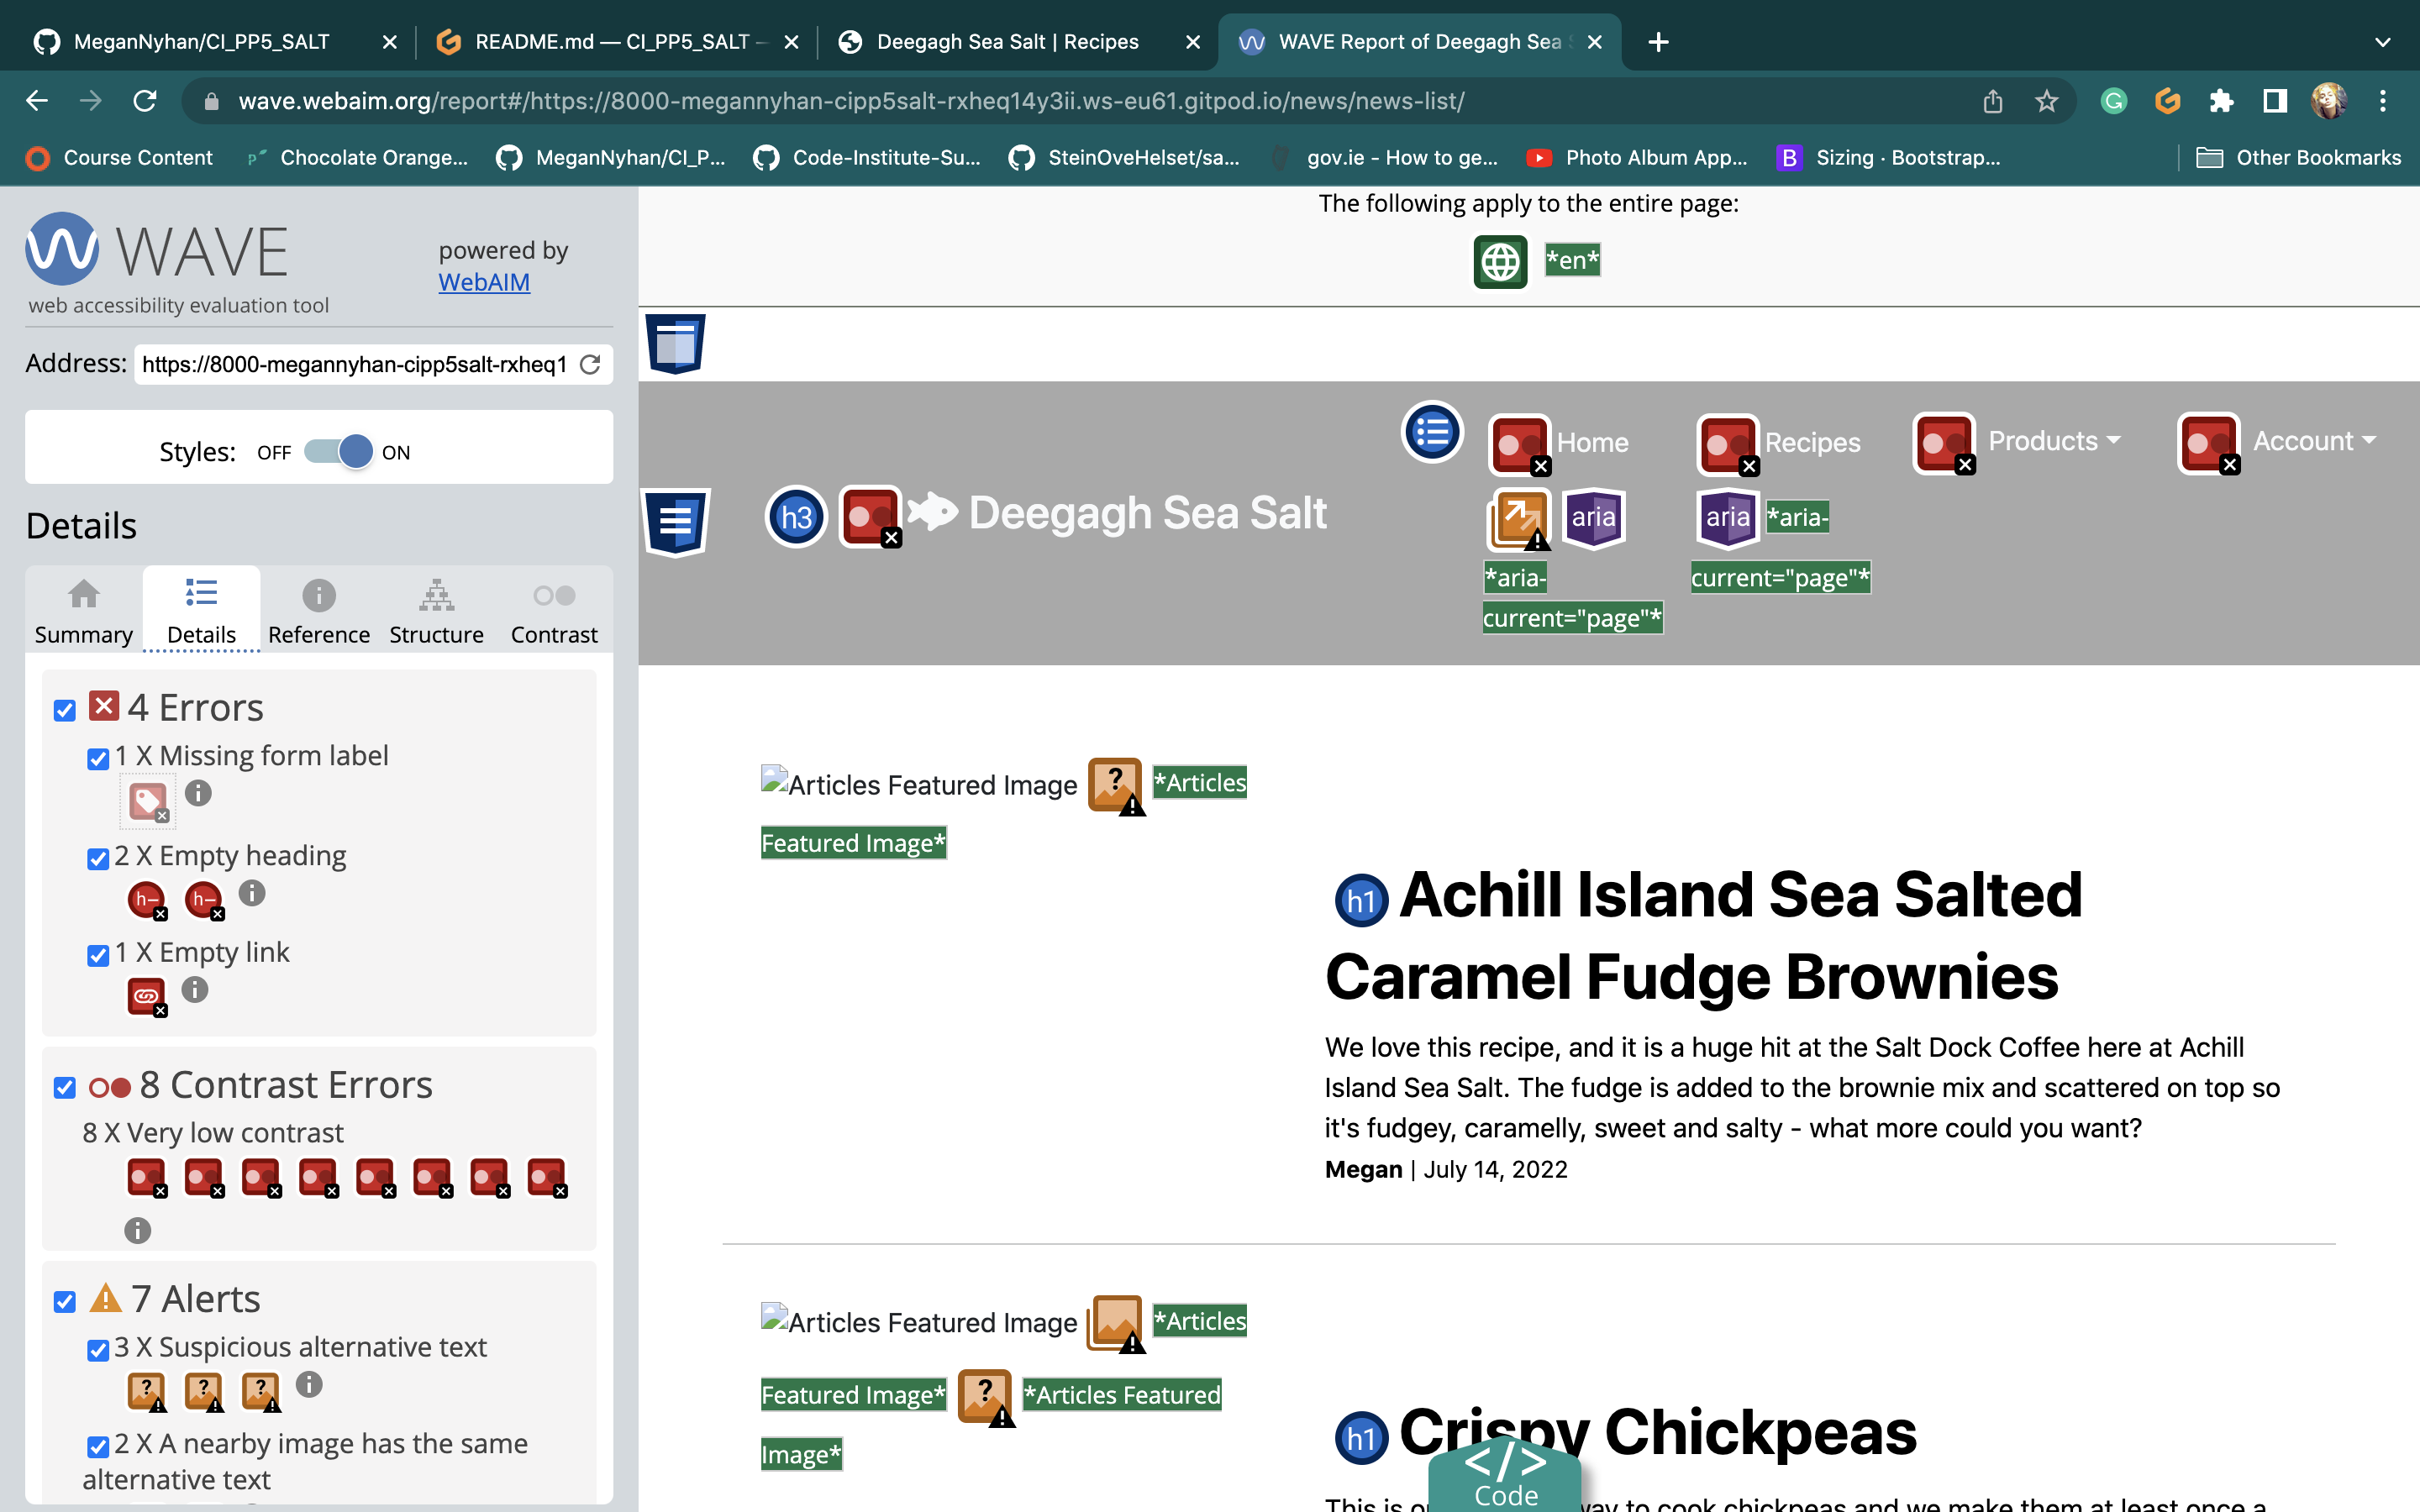 MeganNyhan/CI_PP5_SALT
README.md — CI_PP5_SALT –
Deegagh Sea Salt | Recipes
WAVE Report of Deegagh Sea S
wave.webaim.org/report#/https://8000-megannyhan-cipp5salt-rxheq14y3ii.ws-eu61.gitpod.io/news/news-list/
Course Content
Chocolate Orange...
MeganNyhan/CI_P...
Code-Institute-Su...
SteinOveHelset/sa...
gov.ie - How to ge...
Photo Album App...
B Sizing · Bootstrap...
Other Bookmarks
WAVE
web accessibility evaluation tool
powered by
WebAIM
Address: https://8000-megannyhan-cipp5salt-rxheq1
Styles: OFF ON
Details
Summary
Details
Reference
Structure
Contrast
4 Errors
1 X Missing form label
2 X Empty heading
h– h–
1 X Empty link
8 Contrast Errors
8 X Very low contrast
7 Alerts
3 X Suspicious alternative text
2 X A nearby image has the same
alternative text
The following apply to the entire page:
*en*
Home
Recipes
Products
Account
h3 Deegagh Sea Salt
aria
*aria-
current="page"*
aria *aria-
current="page"*
Articles Featured Image ? *Articles
Featured Image*
h1 Achill Island Sea Salted
Caramel Fudge Brownies
We love this recipe, and it is a huge hit at the Salt Dock Coffee here at Achill
Island Sea Salt. The fudge is added to the brownie mix and scattered on top so
it's fudgey, caramelly, sweet and salty - what more could you want?
Megan | July 14, 2022
Articles Featured Image *Articles
Featured Image* ? *Articles Featured
Image*
h1 Crispy Chickpeas
</>
Code
This is o way to cook chickpeas and we make them at least once a